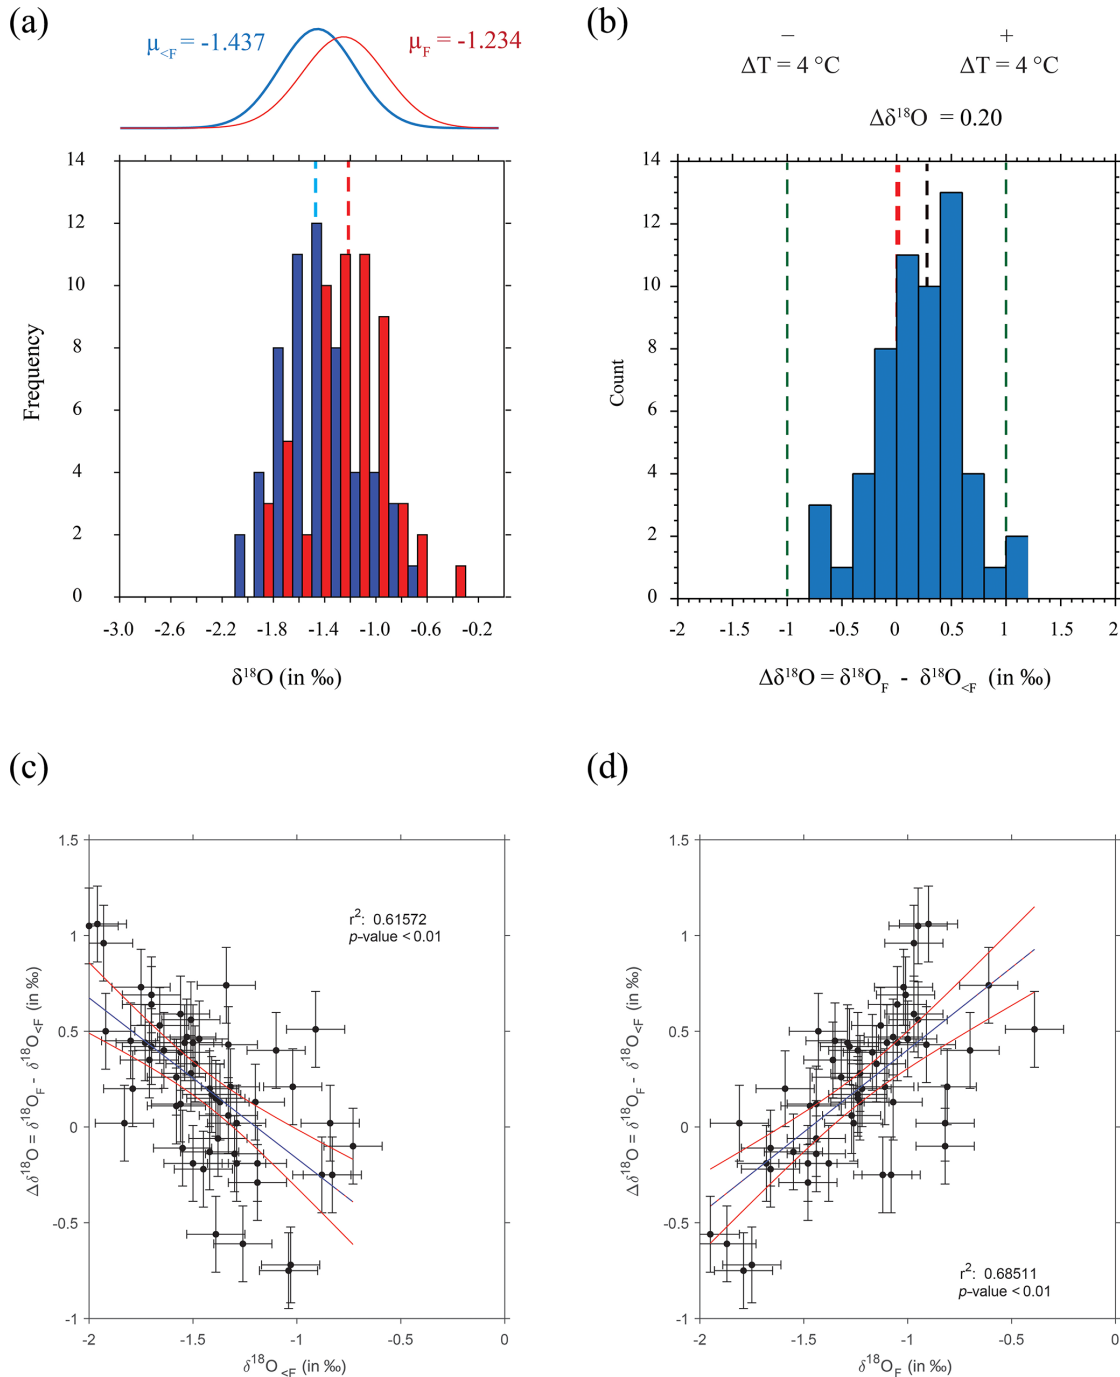 (a)
μ<F = -1.437
μF = -1.234
14
12
10
8
6
4
2
0
Frequency
-3.0 -2.6 -2.2 -1.8 -1.4 -1.0 -0.6 -0.2
δ¹⁸O (in ‰)
(b)
− +
ΔT = 4 °C ΔT = 4 °C
Δδ¹⁸O = 0.20
14
12
10
8
6
4
2
0
Count
-2 -1.5 -1 -0.5 0 0.5 1 1.5 2
Δδ¹⁸O = δ¹⁸OF - δ¹⁸O<F (in ‰)
(c)
1.5
1
0.5
0
-0.5
-1
Δδ¹⁸O = δ¹⁸OF - δ¹⁸O<F (in ‰)
r²: 0.61572
p-value < 0.01
-2 -1.5 -1 -0.5 0
δ¹⁸O<F (in ‰)
(d)
1.5
1
0.5
0
-0.5
-1
Δδ¹⁸O = δ¹⁸OF - δ¹⁸O<F (in ‰)
r²: 0.68511
p-value < 0.01
-2 -1.5 -1 -0.5 0
δ¹⁸OF (in ‰)